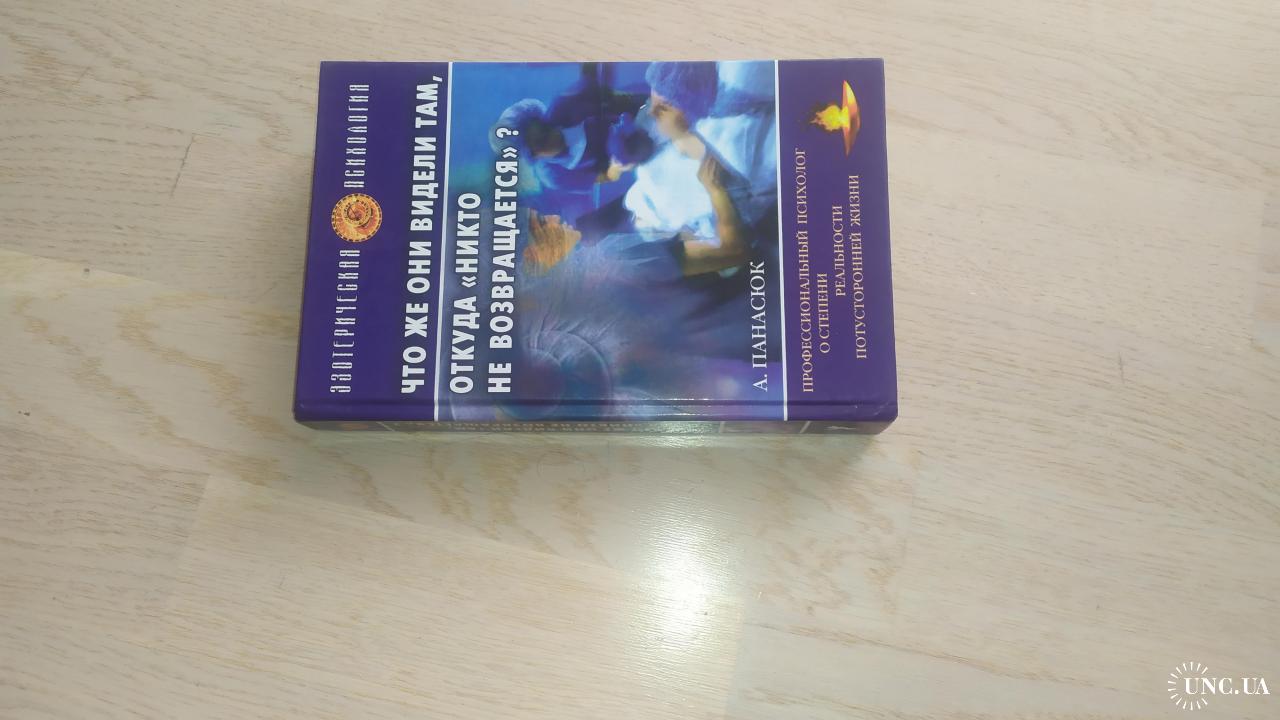 ЭЗОТЕРИЧЕСКАЯ ПСИХОЛОГИЯ
ЧТО ЖЕ ОНИ ВИДЕЛИ ТАМ,
ОТКУДА «НИКТО
НЕ ВОЗВРАЩАЕТСЯ» ?
А. ПАНАСЮК
ПРОФЕССИОНАЛЬНЫЙ ПСИХОЛОГ
О СТЕПЕНИ
РЕАЛЬНОСТИ
ПОТУСТОРОННЕЙ ЖИЗНИ
UNC.UA